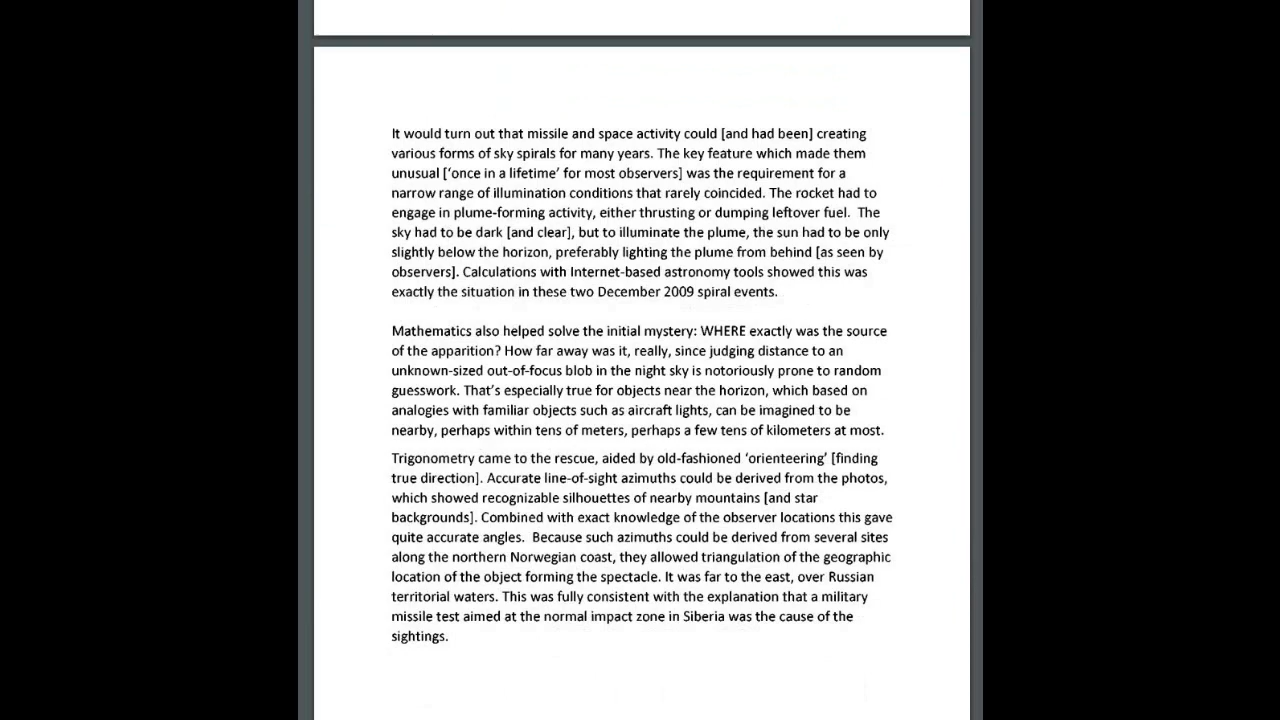 It would turn out that missile and space activity could [and had been] creating
various forms of sky spirals for many years. The key feature which made them
unusual [‘once in a lifetime’ for most observers] was the requirement for a
narrow range of illumination conditions that rarely coincided. The rocket had to
engage in plume-forming activity, either thrusting or dumping leftover fuel.  The
sky had to be dark [and clear], but to illuminate the plume, the sun had to be only
slightly below the horizon, preferably lighting the plume from behind [as seen by
observers]. Calculations with Internet-based astronomy tools showed this was
exactly the situation in these two December 2009 spiral events.
Mathematics also helped solve the initial mystery: WHERE exactly was the source
of the apparition? How far away was it, really, since judging distance to an
unknown-sized out-of-focus blob in the night sky is notoriously prone to random
guesswork. That’s especially true for objects near the horizon, which based on
analogies with familiar objects such as aircraft lights, can be imagined to be
nearby, perhaps within tens of meters, perhaps a few tens of kilometers at most.
Trigonometry came to the rescue, aided by old-fashioned ‘orienteering’ [finding
true direction]. Accurate line-of-sight azimuths could be derived from the photos,
which showed recognizable silhouettes of nearby mountains [and star
backgrounds]. Combined with exact knowledge of the observer locations this gave
quite accurate angles.  Because such azimuths could be derived from several sites
along the northern Norwegian coast, they allowed triangulation of the geographic
location of the object forming the spectacle. It was far to the east, over Russian
territorial waters. This was fully consistent with the explanation that a military
missile test aimed at the normal impact zone in Siberia was the cause of the
sightings.